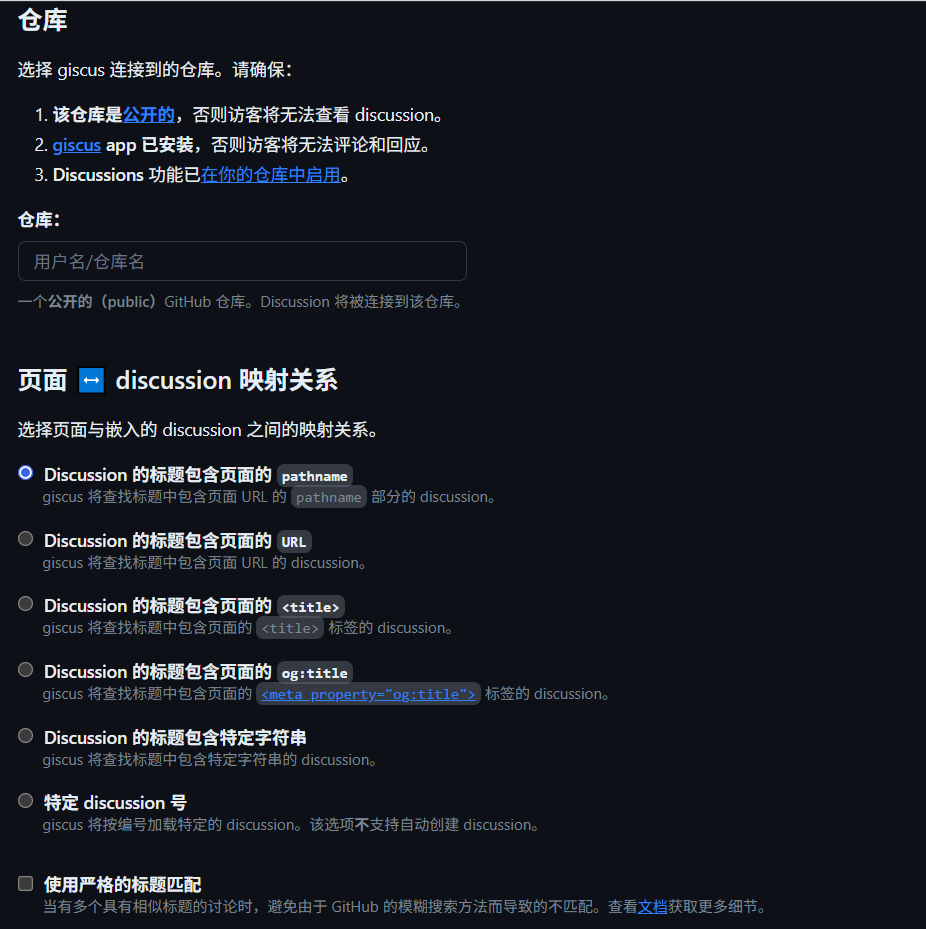 仓库
选择 giscus 连接到的仓库。请确保：
1. 该仓库是公开的，否则访客将无法查看 discussion。
2. giscus app 已安装，否则访客将无法评论和回应。
3. Discussions 功能已在你的仓库中启用。
仓库：
用户名/仓库名
一个公开的（public）GitHub 仓库。Discussion 将被连接到该仓库。
页面 ↔️ discussion 映射关系
选择页面与嵌入的 discussion 之间的映射关系。
Discussion 的标题包含页面的 pathname
giscus 将查找标题中包含页面 URL 的 pathname 部分的 discussion。
Discussion 的标题包含页面的 URL
giscus 将查找标题中包含页面 URL 的 discussion。
Discussion 的标题包含页面的 <title>
giscus 将查找标题中包含页面的 <title> 标签的 discussion。
Discussion 的标题包含页面的 og:title
giscus 将查找标题中包含页面的 <meta property="og:title"> 标签的 discussion。
Discussion 的标题包含特定字符串
giscus 将查找标题中包含特定字符串的 discussion。
特定 discussion 号
giscus 将按编号加载特定的 discussion。该选项不支持自动创建 discussion。
使用严格的标题匹配
当有多个具有相似标题的讨论时，避免由于 GitHub 的模糊搜索方法而导致的不匹配。查看文档获取更多细节。